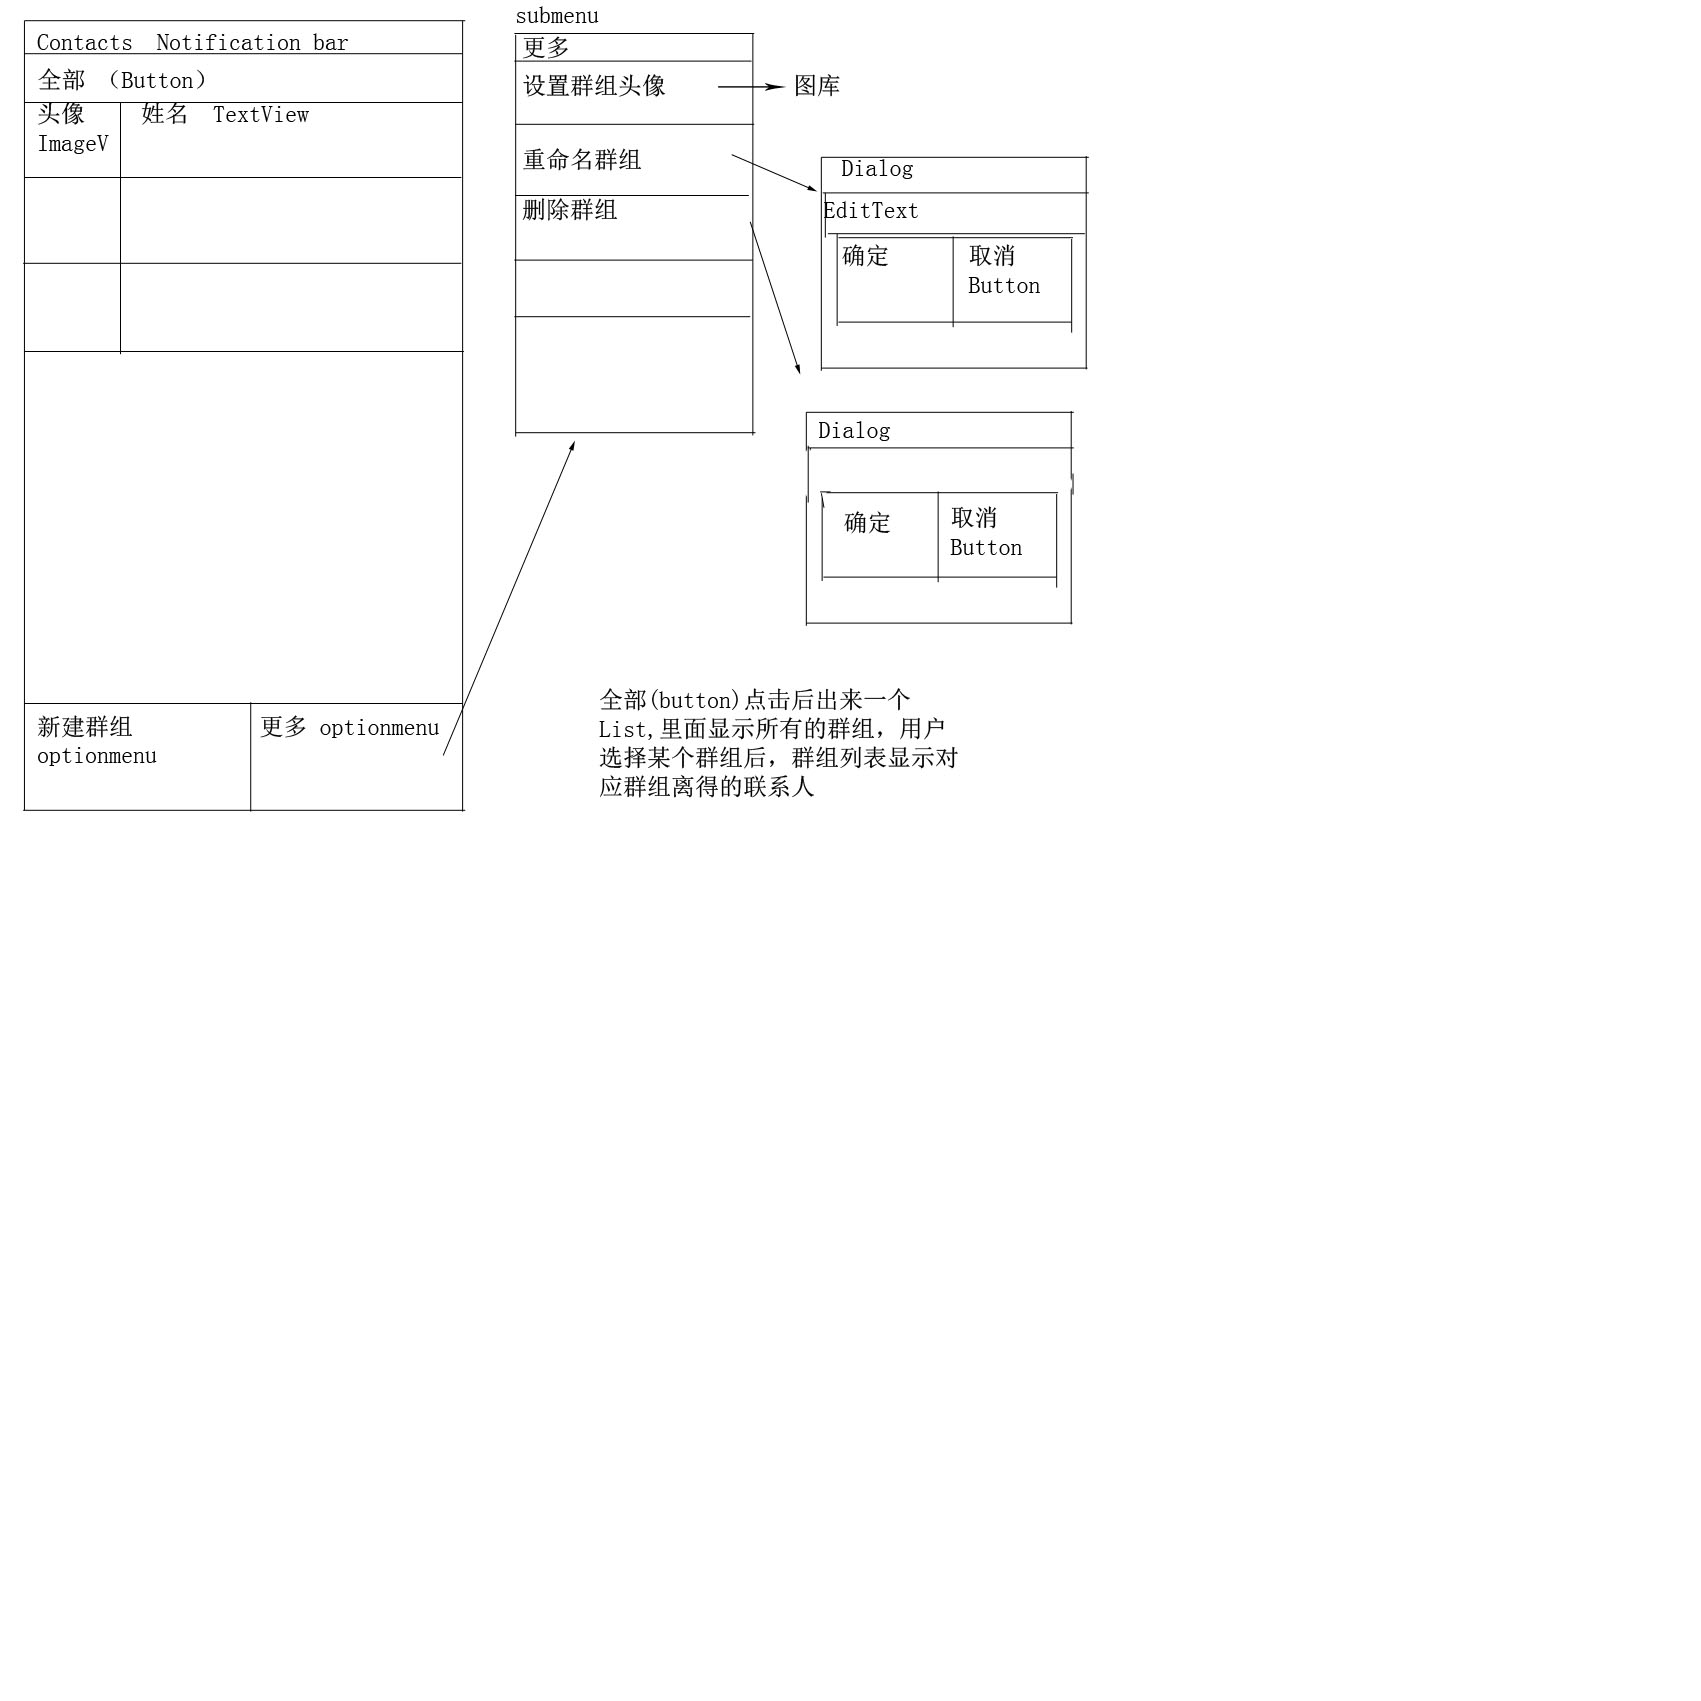 Contacts  Notification bar
全部 （Button）
头像
ImageV
姓名  TextView
新建群组
optionmenu
更多 optionmenu
submenu
更多
设置群组头像
图库
重命名群组
删除群组
Dialog
EditText
确定
取消
Button
Dialog
确定
取消
Button
全部(button)点击后出来一个
List,里面显示所有的群组，用户
选择某个群组后，群组列表显示对
应群组离得的联系人